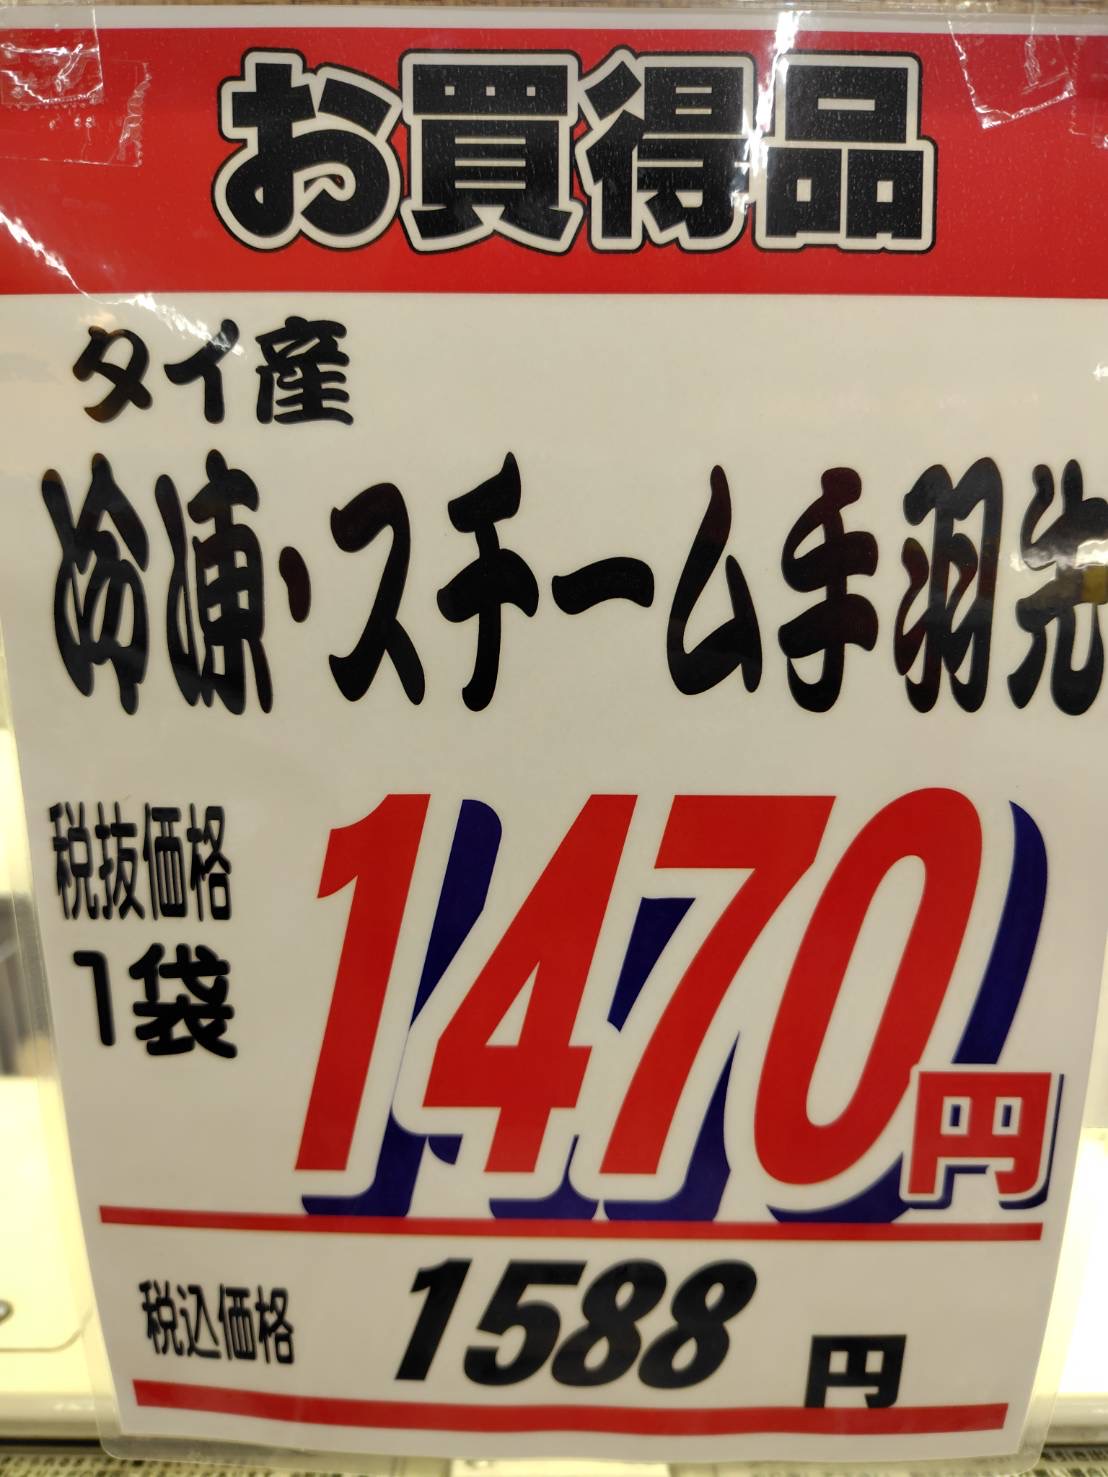 お買得品
タイ産
冷凍・スチーム手羽先
税抜価格
1袋
1470円
税込価格
1588円